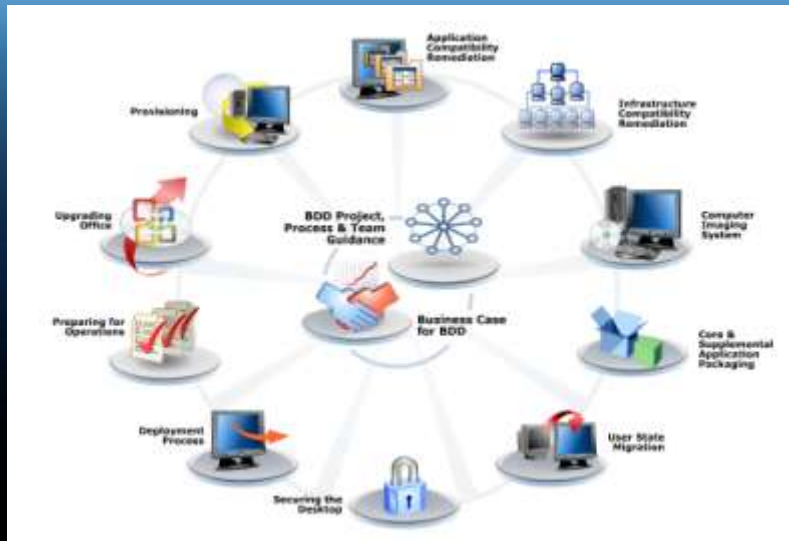 Application
Compatibility
Remediation
Provisioning
Infrastructure
Compatibility
Remediation
Upgrading
Office
BDD Project,
Process & Team
Guidance
Computer
Imaging
System
Preparing for
Operations
Business Case
for BDD
Core &
Supplemental
Application
Packaging
Deployment
Process
User State
Migration
Securing the
Desktop